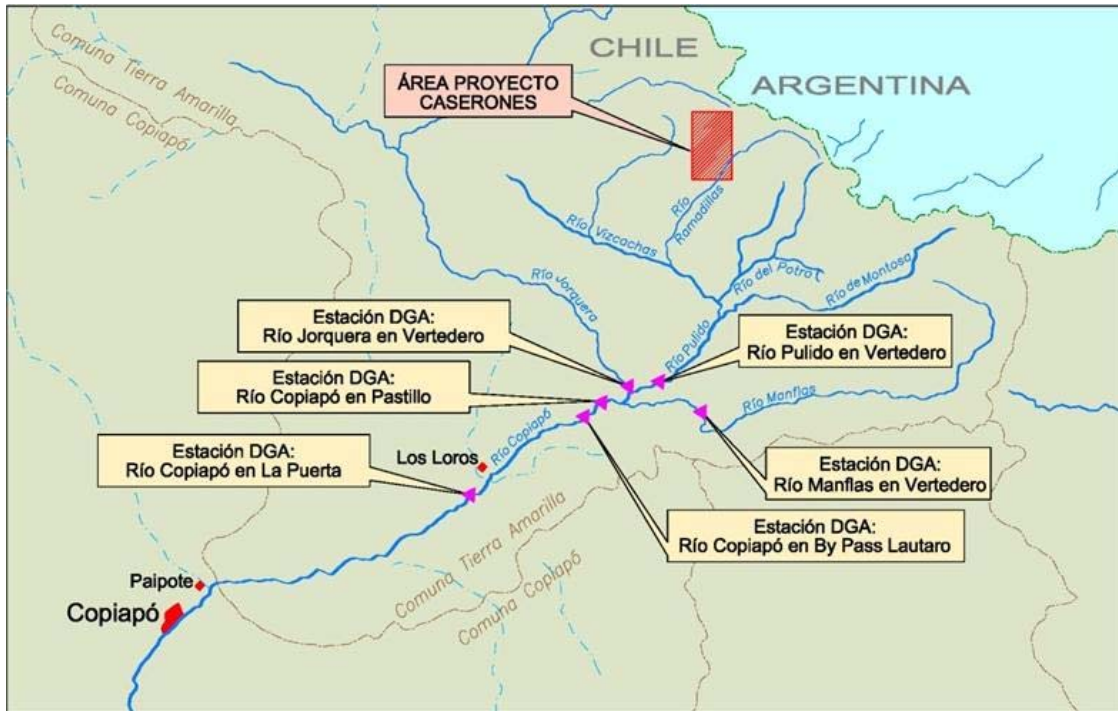 CHILE
ARGENTINA
Comuna Tierra Amarilla
Comuna Copiapó
ÁREA PROYECTO
CASERONES
Río
Ramadillas
Río Vizcachas
Río del Potro
Río de Montosa
Río Jorquera
Estación DGA:
Río Jorquera en Vertedero
Río Pulido
Estación DGA:
Río Pulido en Vertedero
Estación DGA:
Río Copiapó en Pastillo
Río Manflas
Río Copiapó
Los Loros
Estación DGA:
Río Copiapó en La Puerta
Estación DGA:
Río Manflas en Vertedero
Estación DGA:
Río Copiapó en By Pass Lautaro
Comuna Tierra Amarilla
Comuna Copiapó
Paipote
Copiapó